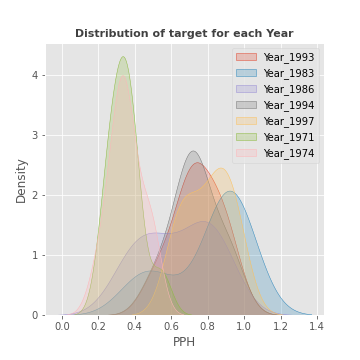 Distribution of target for each Year
Year_1993
Year_1983
Year_1986
Year_1994
Year_1997
Year_1971
Year_1974
Density
4
3
2
1
0
0.0 0.2 0.4 0.6 0.8 1.0 1.2 1.4
PPH